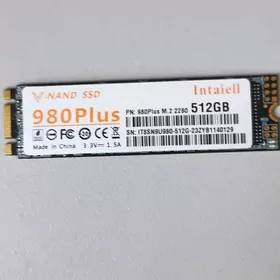 V-NAND SSD
Intaiell
980Plus
PN: 980Plus M.2 2280 512GB
SN: IT8SN9U980-512G-23ZYB1140129
Made in China 3.3V 1.5A